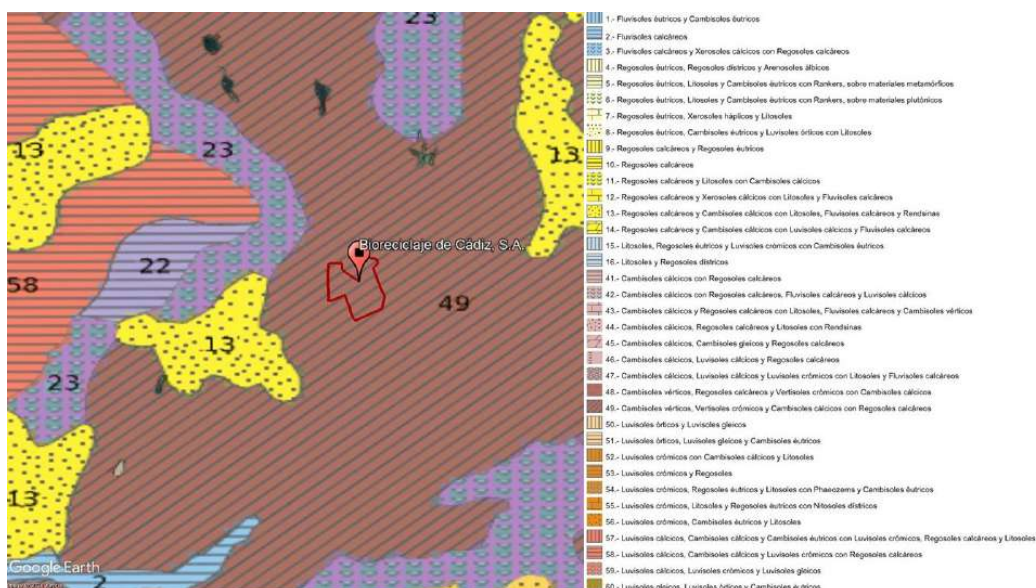 23
23
13
23
13
Bioreciclaje de Cádiz, S.A.
22
58
49
13
23
13
2
Google Earth
1.- Fluvisoles éutricos y Cambisoles éutricos
2.- Fluvisoles calcáreos
3.- Fluvisoles calcáreos y Xerosoles cálcicos con Regosoles calcáreos
4.- Regosoles éutricos, Regosoles dístricos y Arenosoles álbicos
5.- Regosoles éutricos, Litosoles y Cambisoles éutricos con Rankers, sobre materiales metamórficos
6.- Regosoles éutricos, Litosoles y Cambisoles éutricos con Rankers, sobre materiales plutónicos
7.- Regosoles éutricos, Xerosoles háplicos y Litosoles
8.- Regosoles éutricos, Cambisoles éutricos y Luvisoles órticos con Litosoles
9.- Regosoles calcáreos y Regosoles éutricos
10.- Regosoles calcáreos
11.- Regosoles calcáreos y Litosoles con Cambisoles cálcicos
12.- Regosoles calcáreos y Xerosoles cálcicos con Litosoles y Fluvisoles calcáreos
13.- Regosoles calcáreos y Cambisoles cálcicos con Litosoles, Fluvisoles calcáreos y Rendsinas
14.- Regosoles calcáreos y Cambisoles cálcicos con Luvisoles cálcicos y Fluvisoles calcáreos
15.- Litosoles, Regosoles éutricos y Luvisoles crómicos con Cambisoles éutricos
16.- Litosoles y Regosoles dístricos
41.- Cambisoles cálcicos con Regosoles calcáreos
42.- Cambisoles cálcicos con Regosoles calcáreos, Fluvisoles calcáreos y Luvisoles cálcicos
43.- Cambisoles cálcicos y Regosoles calcáreos con Litosoles, Fluvisoles calcáreos y Cambisoles vérticos
44.- Cambisoles cálcicos, Regosoles calcáreos y Litosoles con Rendsinas
45.- Cambisoles cálcicos, Cambisoles gleicos y Regosoles calcáreos
46.- Cambisoles cálcicos, Luvisoles cálcicos y Regosoles calcáreos
47.- Cambisoles cálcicos, Luvisoles cálcicos y Luvisoles crómicos con Litosoles y Fluvisoles calcáreos
48.- Cambisoles vérticos, Regosoles calcáreos y Vertisoles crómicos con Cambisoles cálcicos
49.- Cambisoles vérticos, Vertisoles crómicos y Cambisoles cálcicos con Regosoles calcáreos
50.- Luvisoles órticos y Luvisoles gleicos
51.- Luvisoles órticos, Luvisoles gleicos y Cambisoles éutricos
52.- Luvisoles crómicos con Cambisoles cálcicos y Litosoles
53.- Luvisoles crómicos y Regosoles
54.- Luvisoles crómicos, Regosoles éutricos y Litosoles con Phaeozems y Cambisoles éutricos
55.- Luvisoles crómicos, Litosoles y Regosoles éutricos con Nitosoles dístricos
56.- Luvisoles crómicos, Cambisoles éutricos y Litosoles
57.- Luvisoles cálcicos, Cambisoles cálcicos y Cambisoles éutricos con Luvisoles crómicos, Regosoles calcáreos y Litosoles
58.- Luvisoles cálcicos, Cambisoles cálcicos y Luvisoles crómicos con Regosoles calcáreos
59.- Luvisoles cálcicos, Luvisoles crómicos y Luvisoles gleicos
60.- Luvisoles gleicos, Luvisoles órticos y Cambisoles éutricos